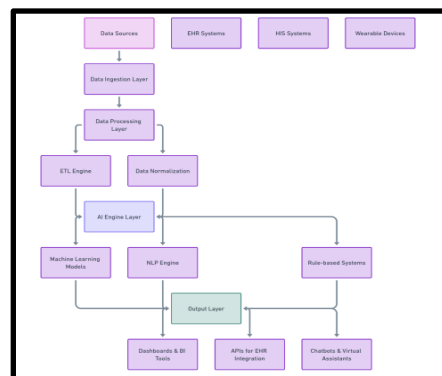 Data Sources
EHR Systems
HIS Systems
Wearable Devices
Data Ingestion Layer
Data Processing
Layer
ETL Engine
Data Normalization
AI Engine Layer
Machine Learning
Models
NLP Engine
Rule-based Systems
Output Layer
Dashboards & BI
Tools
APIs for EHR
Integration
Chatbots & Virtual
Assistants